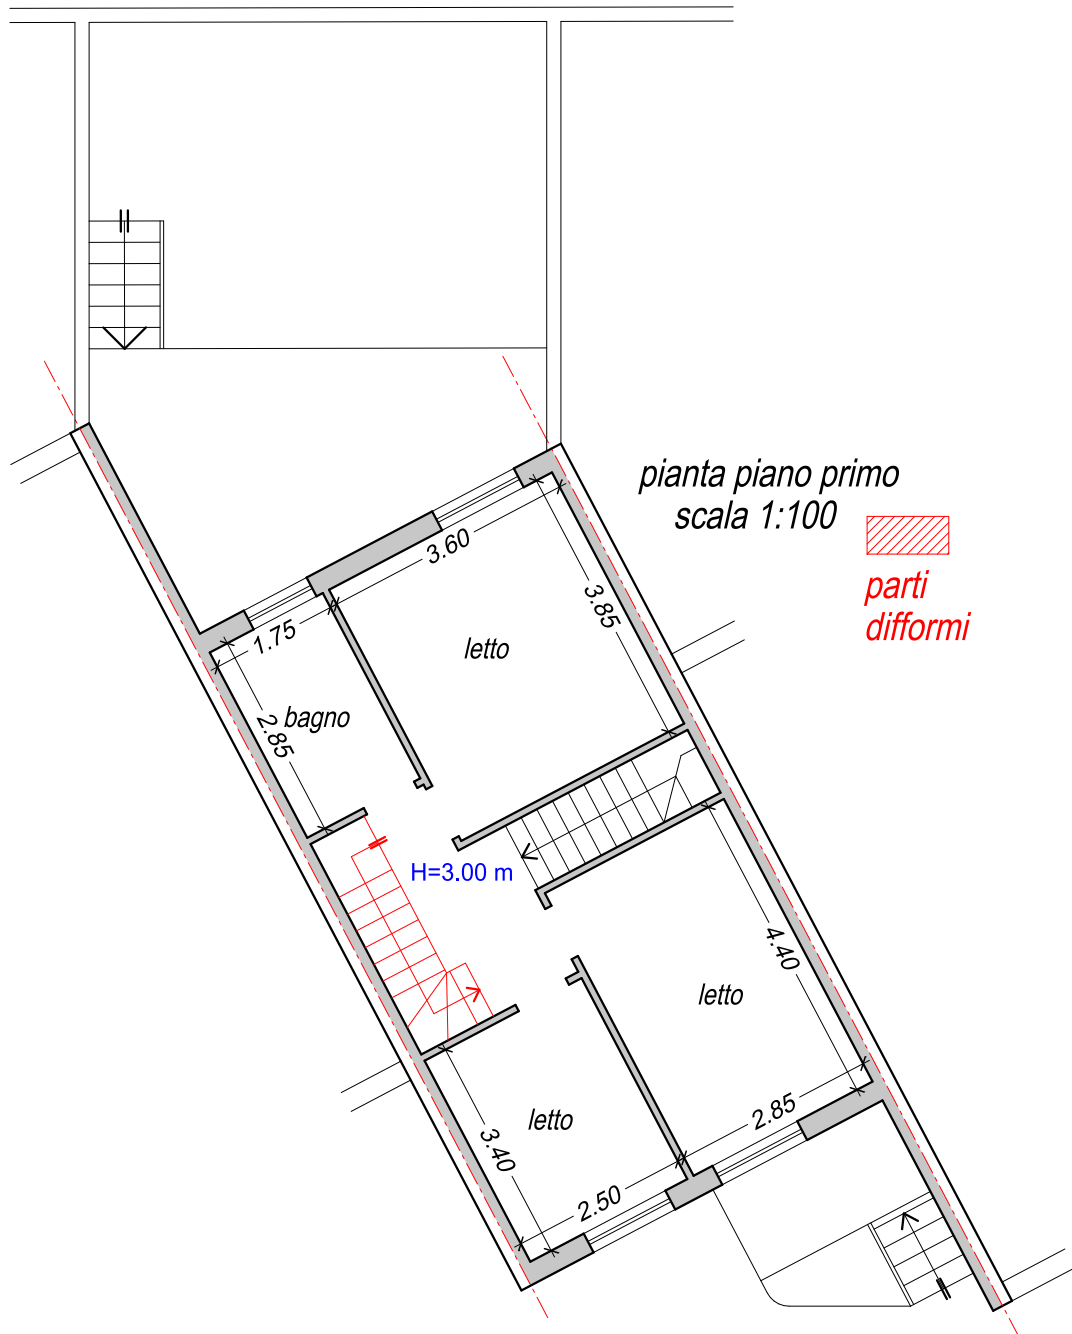 pianta piano primo
scala 1:100
parti
difformi
3.60
1.75
3.85
letto
bagno
2.85
H=3.00 m
4.40
letto
letto
2.85
3.40
2.50